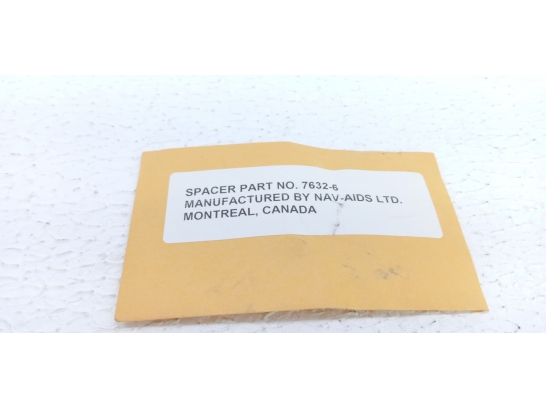 SPACER PART NO. 7632-6
MANUFACTURED BY NAV-AIDS LTD.
MONTREAL, CANADA